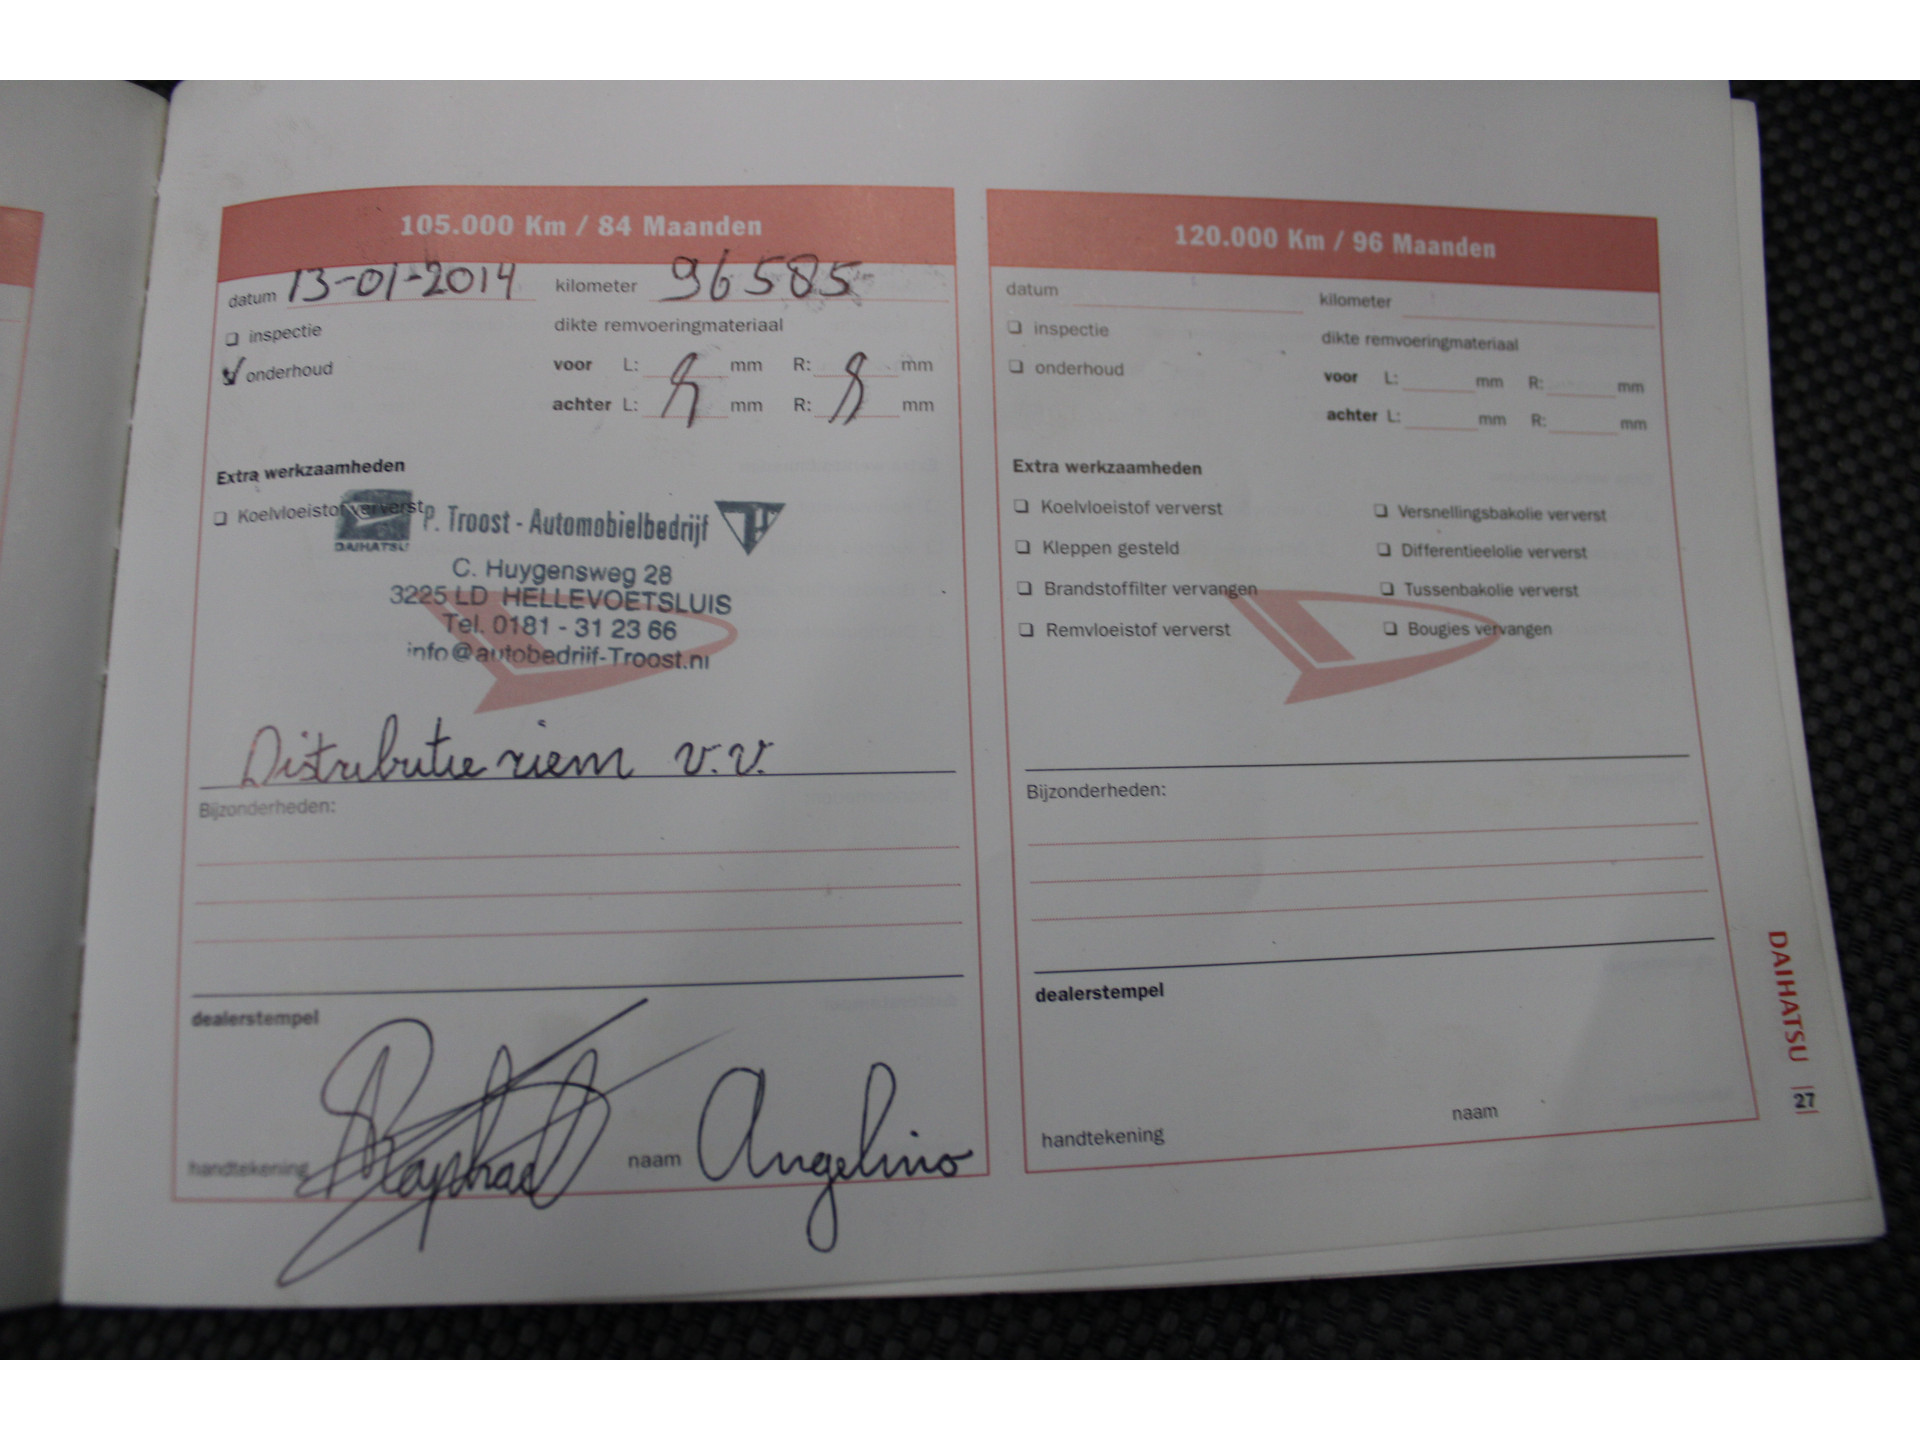 105.000 Km / 84 Maanden
datum 13-01-2014 kilometer 96585
inspectie
dikte remvoeringmateriaal
onderhoud
voor L: mm R: mm
achter L: mm R: mm
Extra werkzaamheden
Koelvloeistof ververst
DAIHATSU
P. Troost - Automobielbedrijf
C. Huygensweg 28
3225 LD HELLEVOETSLUIS
Tel. 0181 - 31 23 66
info@autobedrijf-Troost.nl
Distributie riem v.v.
Bijzonderheden:
dealerstempel
handtekening Raphael naam Angelino
120.000 Km / 96 Maanden
datum kilometer
inspectie
dikte remvoeringmateriaal
onderhoud
voor L: mm R: mm
achter L: mm R: mm
Extra werkzaamheden
Koelvloeistof ververst Versnellingsbakolie ververst
Kleppen gesteld Differentieelolie ververst
Brandstoffilter vervangen Tussenbakolie ververst
Remvloeistof ververst Bougies vervangen
Bijzonderheden:
dealerstempel
handtekening naam
DAIHATSU 27